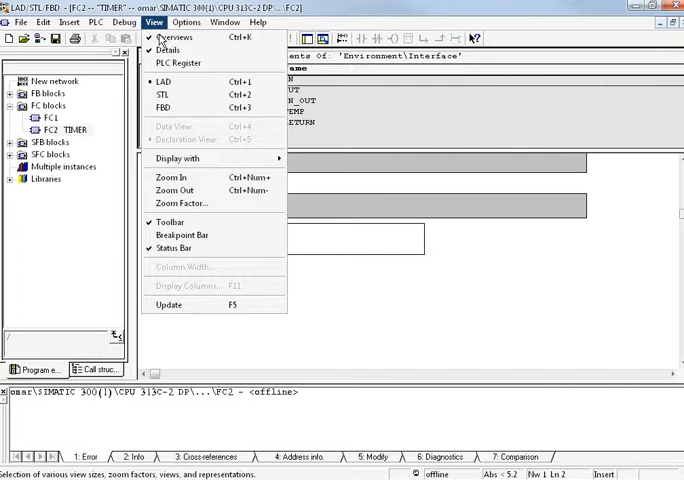 LAD/STL/FBD - [FC2 -- "TIMER" -- omar\SIMATIC 300(1)\CPU 313C-2 DP\...\FC2]
File Edit Insert PLC Debug View Options Window Help
Overviews Ctrl+K
Details
PLC Register
LAD Ctrl+1
STL Ctrl+2
FBD Ctrl+3
Data View Ctrl+4
Declaration View Ctrl+5
Display with
Zoom In Ctrl+Num+
Zoom Out Ctrl+Num-
Zoom Factor...
Toolbar
Breakpoint Bar
Status Bar
Column Width...
Display Columns... F11
Update F5
New network
FB blocks
FC blocks
FC1
FC2 TIMER
SFB blocks
SFC blocks
Multiple instances
Libraries
/
Program e... Call struc...
Of: 'Environment\Interface'
RETURN
omar\SIMATIC 300(1)\CPU 313C-2 DP\...\FC2 - <offline>
1: Error 2: Info 3: Cross-references 4: Address info. 5: Modify 6: Diagnostics 7: Comparison
Selection of various view sizes, zoom factors, views, and representations. offline Abs < 5.2 Nw 1 Ln 2 Insert